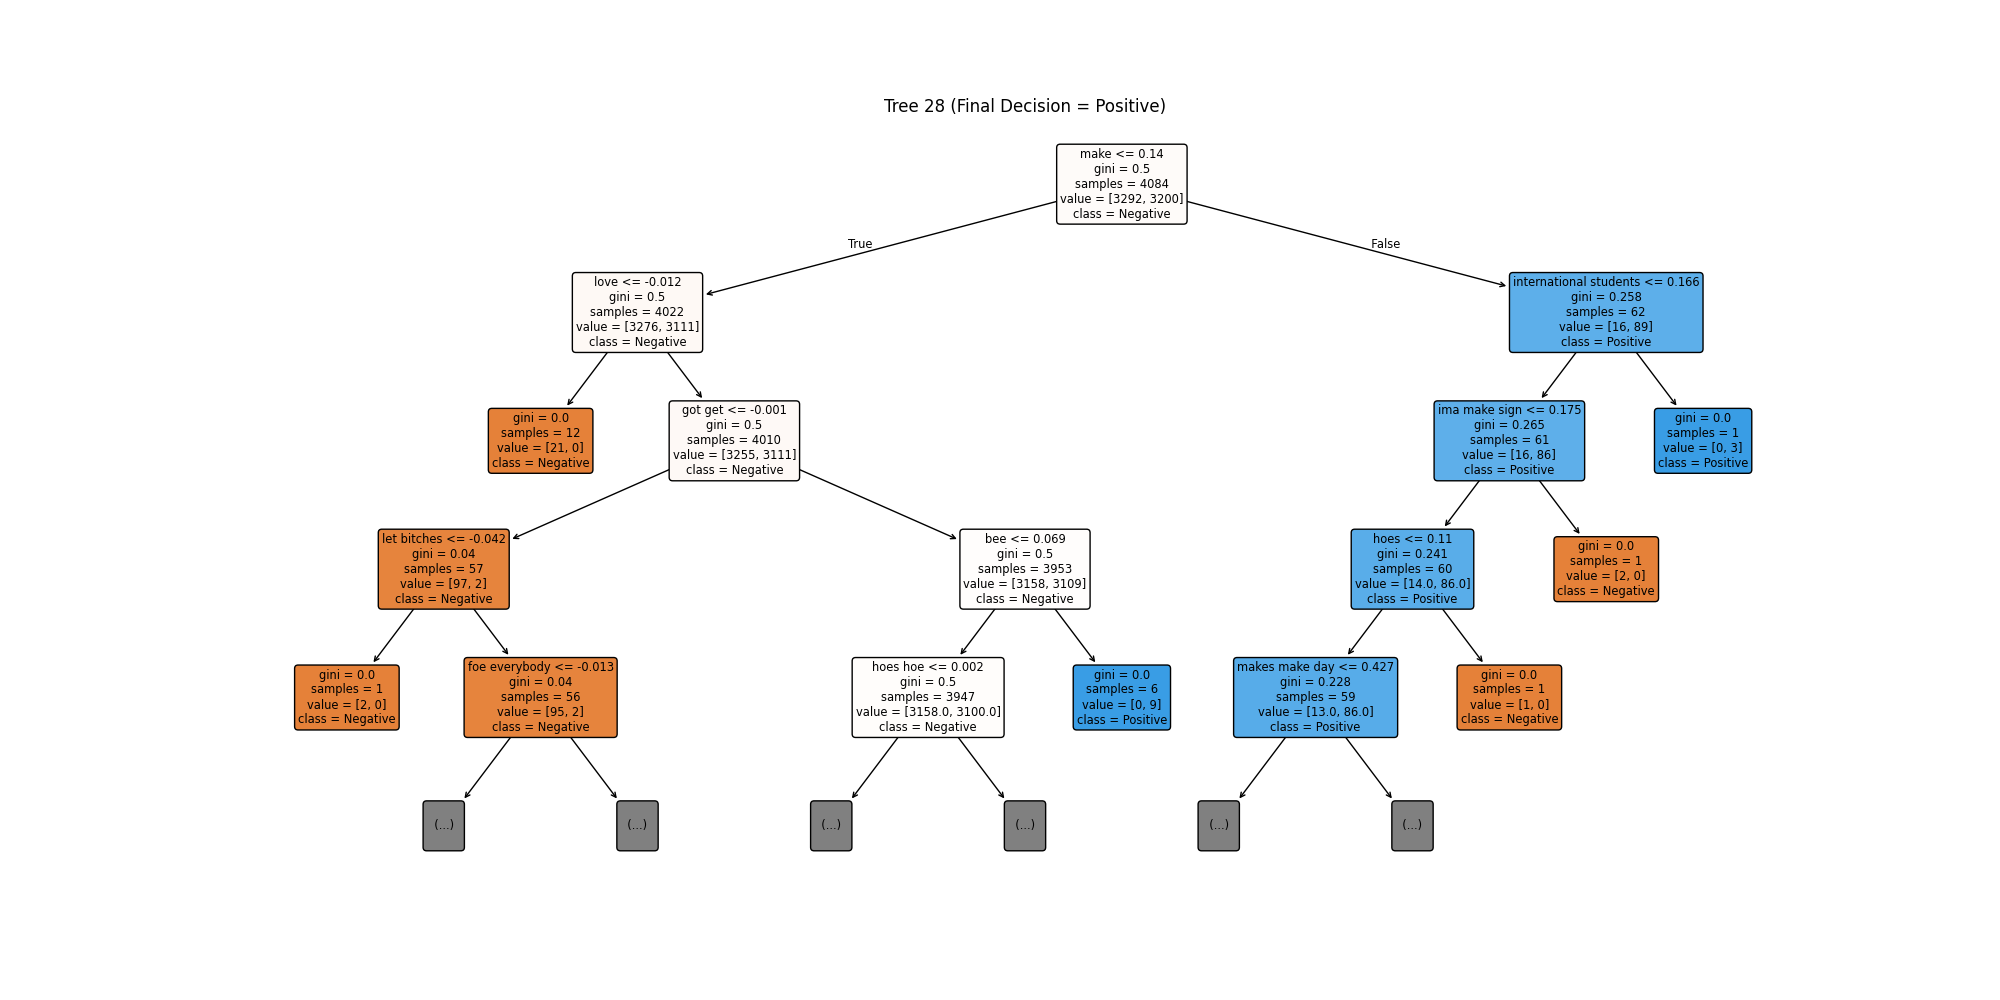 Tree 28 (Final Decision = Positive)
make <= 0.14
gini = 0.5
samples = 4084
value = [3292, 3200]
class = Negative
True
False
love <= -0.012
gini = 0.5
samples = 4022
value = [3276, 3111]
class = Negative
international students <= 0.166
gini = 0.258
samples = 62
value = [16, 89]
class = Positive
gini = 0.0
samples = 12
value = [21, 0]
class = Negative
got get <= -0.001
gini = 0.5
samples = 4010
value = [3255, 3111]
class = Negative
ima make sign <= 0.175
gini = 0.265
samples = 61
value = [16, 86]
class = Positive
gini = 0.0
samples = 1
value = [0, 3]
class = Positive
let bitches <= -0.042
gini = 0.04
samples = 57
value = [97, 2]
class = Negative
bee <= 0.069
gini = 0.5
samples = 3953
value = [3158, 3109]
class = Negative
hoes <= 0.11
gini = 0.241
samples = 60
value = [14.0, 86.0]
class = Positive
gini = 0.0
samples = 1
value = [2, 0]
class = Negative
gini = 0.0
samples = 1
value = [2, 0]
class = Negative
foe everybody <= -0.013
gini = 0.04
samples = 56
value = [95, 2]
class = Negative
hoes hoe <= 0.002
gini = 0.5
samples = 3947
value = [3158.0, 3100.0]
class = Negative
gini = 0.0
samples = 6
value = [0, 9]
class = Positive
makes make day <= 0.427
gini = 0.228
samples = 59
value = [13.0, 86.0]
class = Positive
gini = 0.0
samples = 1
value = [1, 0]
class = Negative
(...)
(...)
(...)
(...)
(...)
(...)